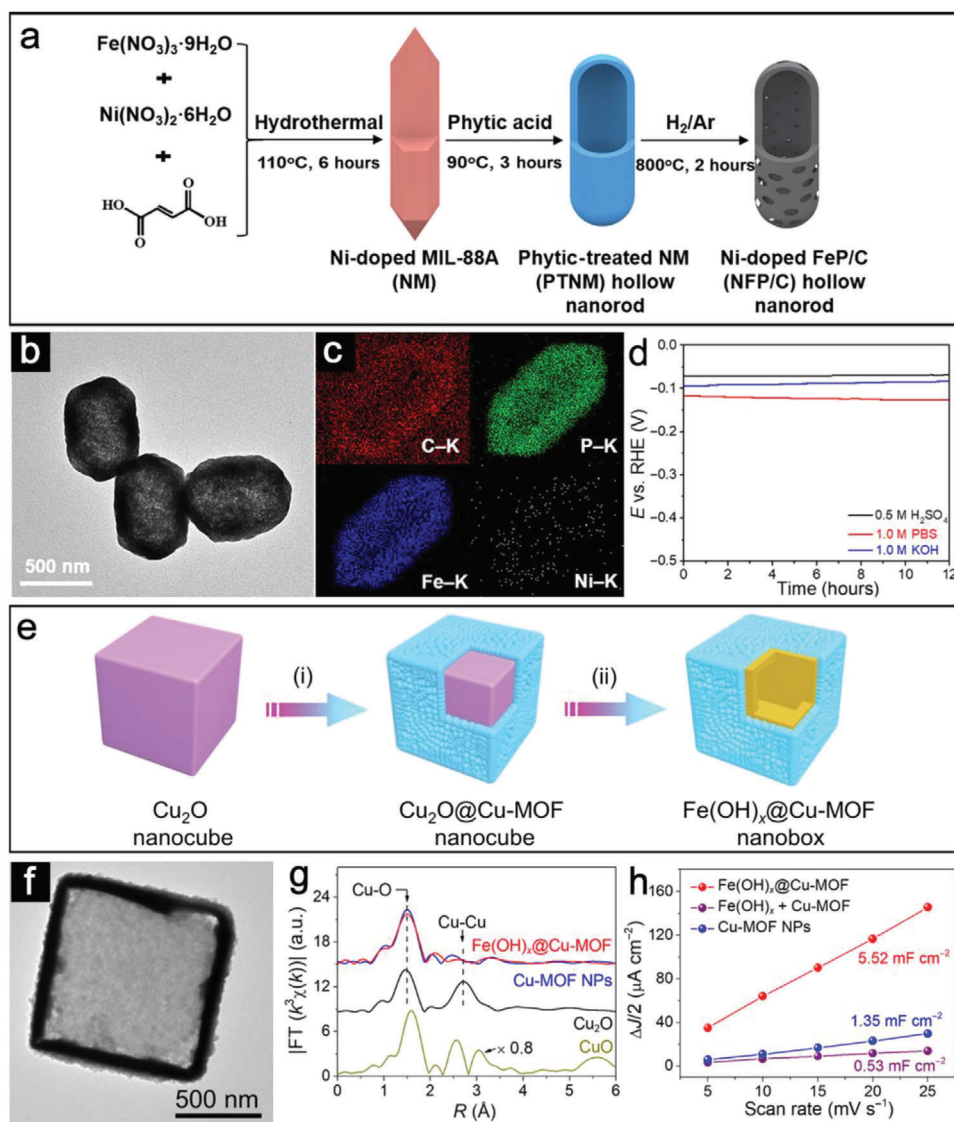 a
Fe(NO₃)₃·9H₂O
+
Ni(NO₃)₂·6H₂O
+
HO
O
O
OH
Hydrothermal
110°C, 6 hours
Phytic acid
90°C, 3 hours
H₂/Ar
800°C, 2 hours
Ni-doped MIL-88A
(NM)
Phytic-treated NM
(PTNM) hollow
nanorod
Ni-doped FeP/C
(NFP/C) hollow
nanorod
b
500 nm
c
C–K
P–K
Fe–K
Ni–K
d
E vs. RHE (V)
0.0
−0.1
−0.2
−0.3
−0.4
−0.5
0.5 M H₂SO₄
1.0 M PBS
1.0 M KOH
0 2 4 6 8 10 12
Time (hours)
e
(i)
(ii)
Cu₂O
nanocube
Cu₂O@Cu-MOF
nanocube
Fe(OH)ₓ@Cu-MOF
nanobox
f
500 nm
g
|FT (k³χ(k))| (a.u.)
24
16
8
0
Cu-O
Cu-Cu
Fe(OH)ₓ@Cu-MOF
Cu-MOF NPs
Cu₂O
CuO
× 0.8
0 1 2 3 4 5 6
R (Å)
h
ΔJ/2 (μA cm⁻²)
160
120
80
40
0
Fe(OH)ₓ@Cu-MOF
Fe(OH)ₓ + Cu-MOF
Cu-MOF NPs
5.52 mF cm⁻²
1.35 mF cm⁻²
0.53 mF cm⁻²
5 10 15 20 25
Scan rate (mV s⁻¹)